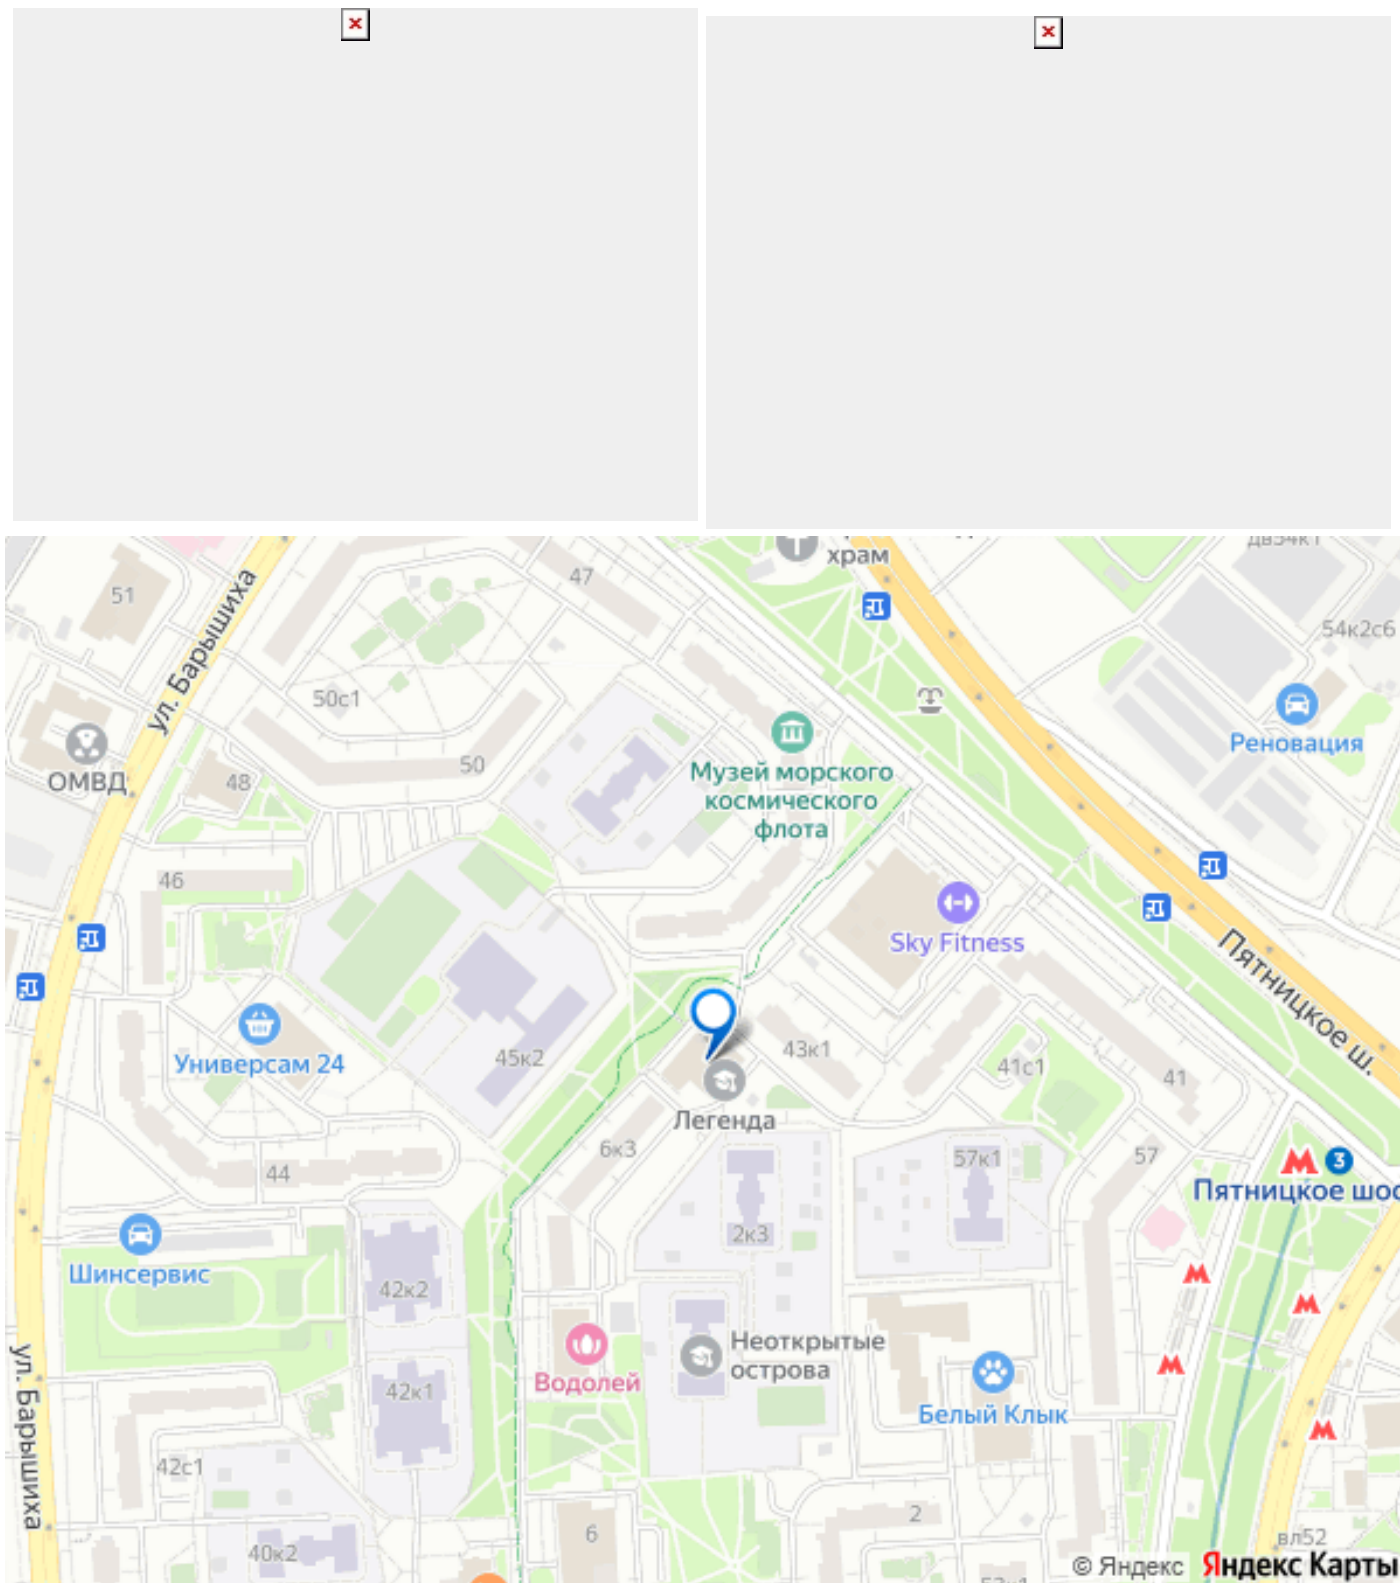 храм
дв54к1
47
51
54к2с6
ул. Барышиха
50с1
Реновация
ОМВД
50
48
Музей морского
космического
флота
46
Sky Fitness
Пятницкое ш.
Универсам 24
45к2
43к1
41с1
41
Легенда
6к3
57к1
57
44
3
Пятницкое шос
2к3
Шинсервис
42к2
Неоткрытые
острова
Водолей
42к1
Белый Клык
ул. Барышиха
42с1
2
6
вл52
40к2
© Яндекс
Яндекс Карты